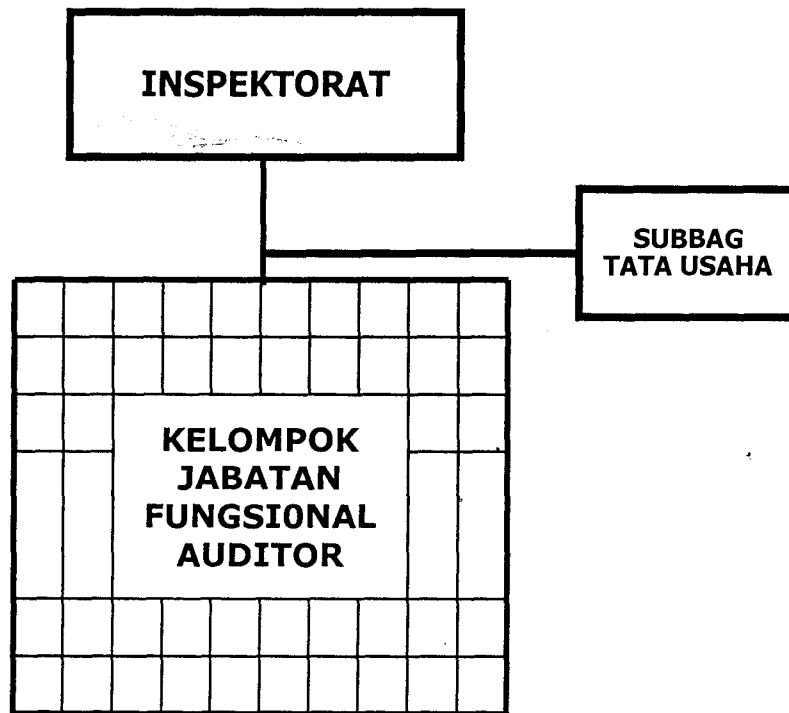 INSPEKTORAT
SUBBAG
TATA USAHA
KELOMPOK
JABATAN
FUNGSI0NAL
AUDITOR